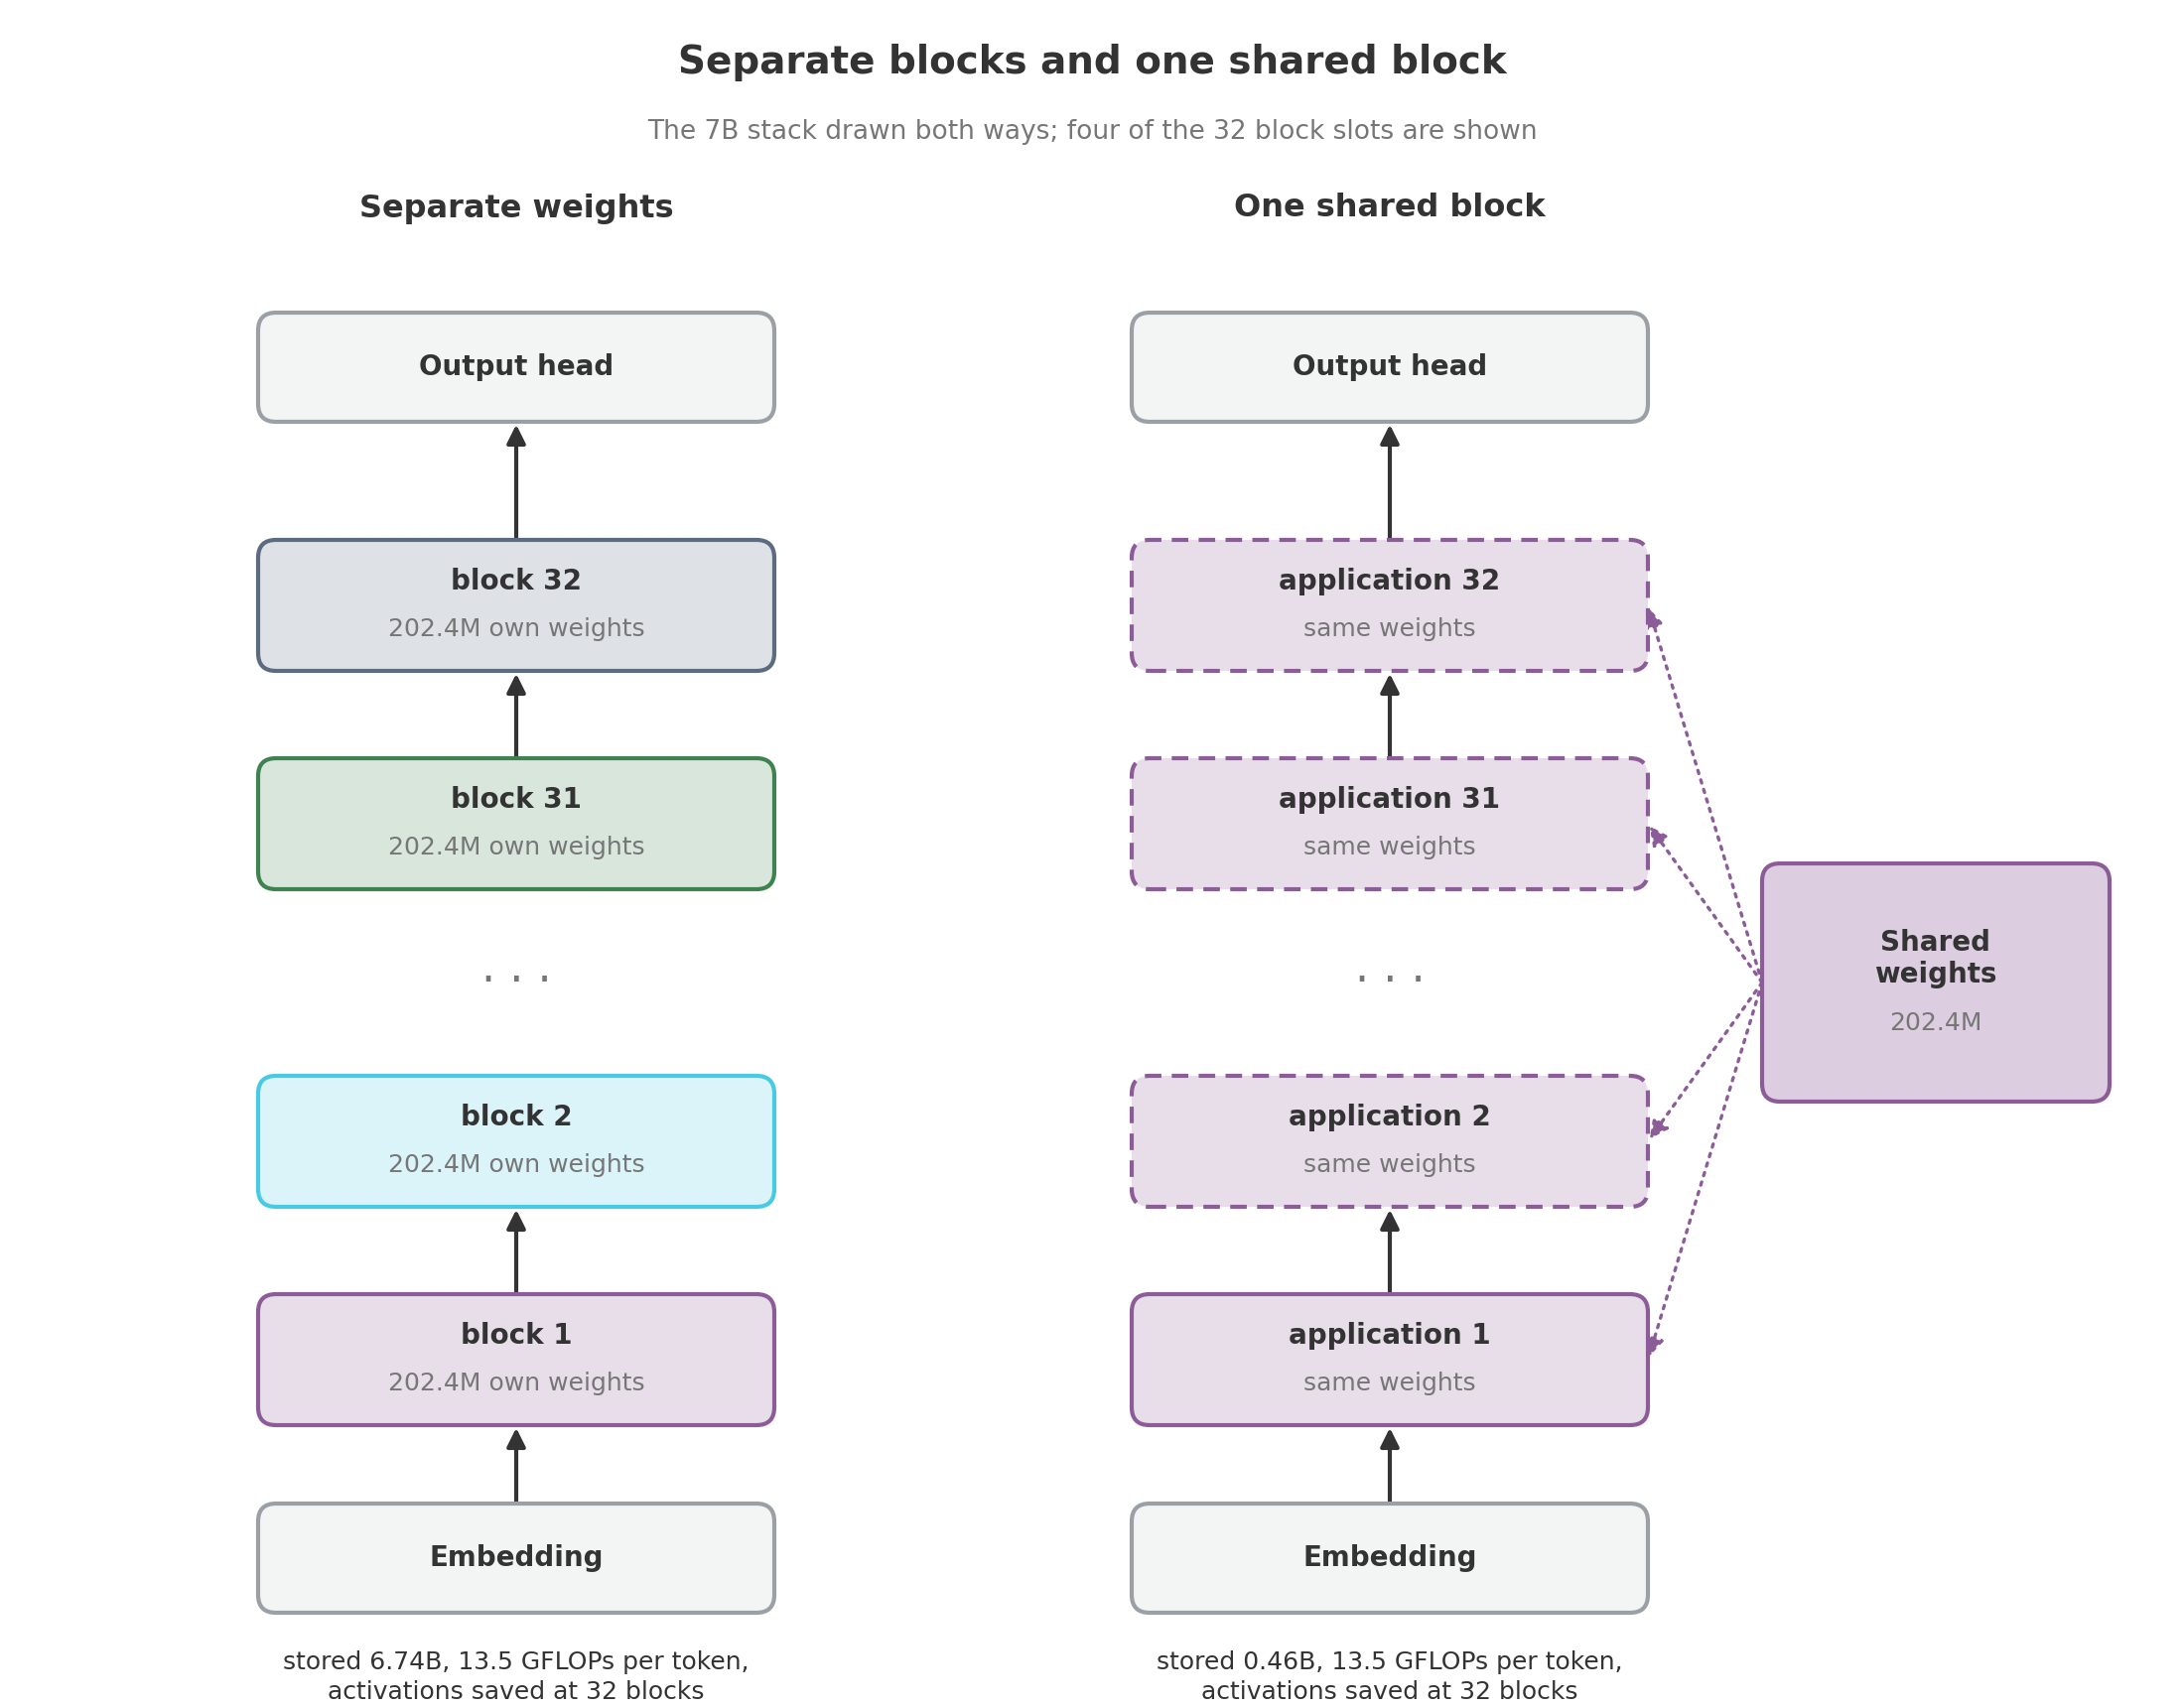 Separate blocks and one shared block
The 7B stack drawn both ways; four of the 32 block slots are shown
Separate weights
Output head
block 32
202.4M own weights
block 31
202.4M own weights
. . .
block 2
202.4M own weights
block 1
202.4M own weights
Embedding
stored 6.74B, 13.5 GFLOPs per token,
activations saved at 32 blocks
One shared block
Output head
application 32
same weights
application 31
same weights
. . .
application 2
same weights
application 1
same weights
Embedding
stored 0.46B, 13.5 GFLOPs per token,
activations saved at 32 blocks
Shared
weights
202.4M